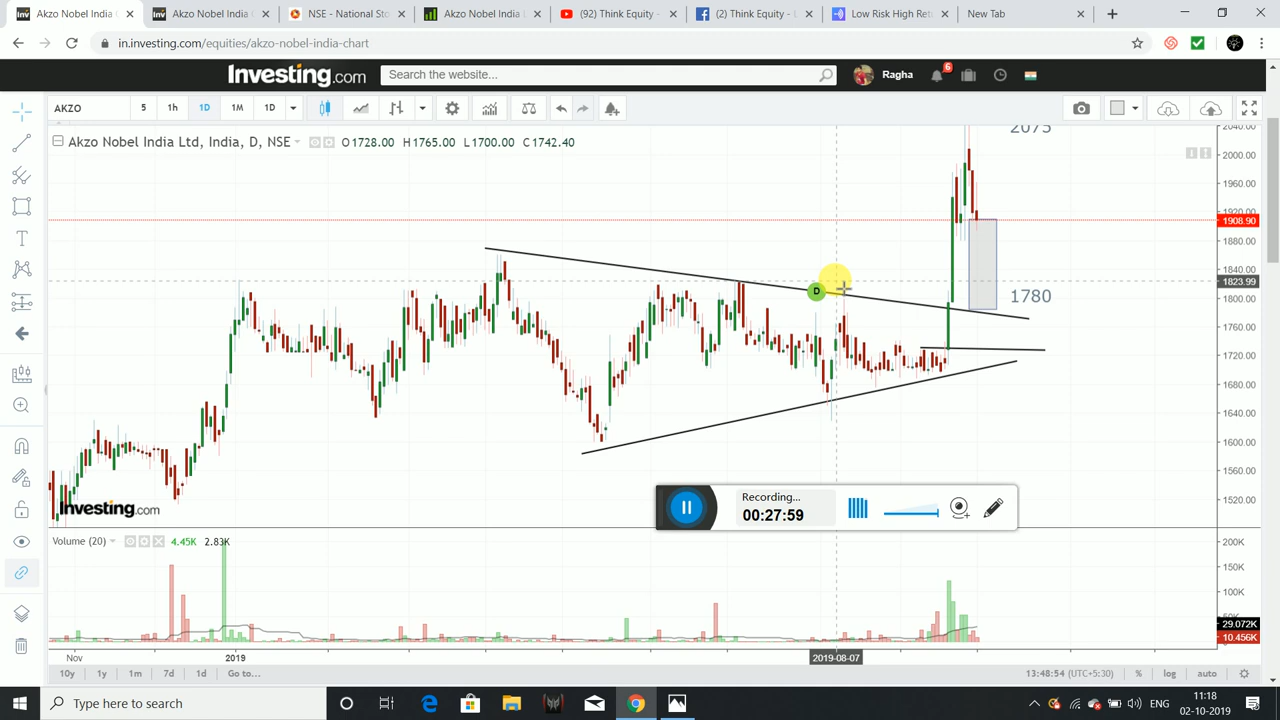 Akzo Nobel India
Akzo Nobel India C
NSE - National Sto
Akzo Nobel India L
(92) Think Equity -
(2) Think Equity - L
Low Risk High Retu
New Tab
in.investing.com/equities/akzo-nobel-india-chart
Investing.com
Search the website...
Ragha
6
AKZO
5
1h
1D
1M
1D
Akzo Nobel India Ltd, India, D, NSE
O1728.00 H1765.00 L1700.00 C1742.40
2075
2040.00
2000.00
1960.00
1920.00
1908.90
1880.00
1840.00
1823.99
D
1780
1800.00
1760.00
1720.00
1680.00
1640.00
1600.00
1560.00
1520.00
Investing.com
Recording...
00:27:59
Volume (20)
4.45K 2.83K
200K
150K
100K
50K
29.072K
10.456K
Nov
2019
2019-08-07
10y
1y
1m
7d
1d
Go to...
13:48:54 (UTC+5:30)
%
log
auto
Type here to search
ENG
11:18
02-10-2019